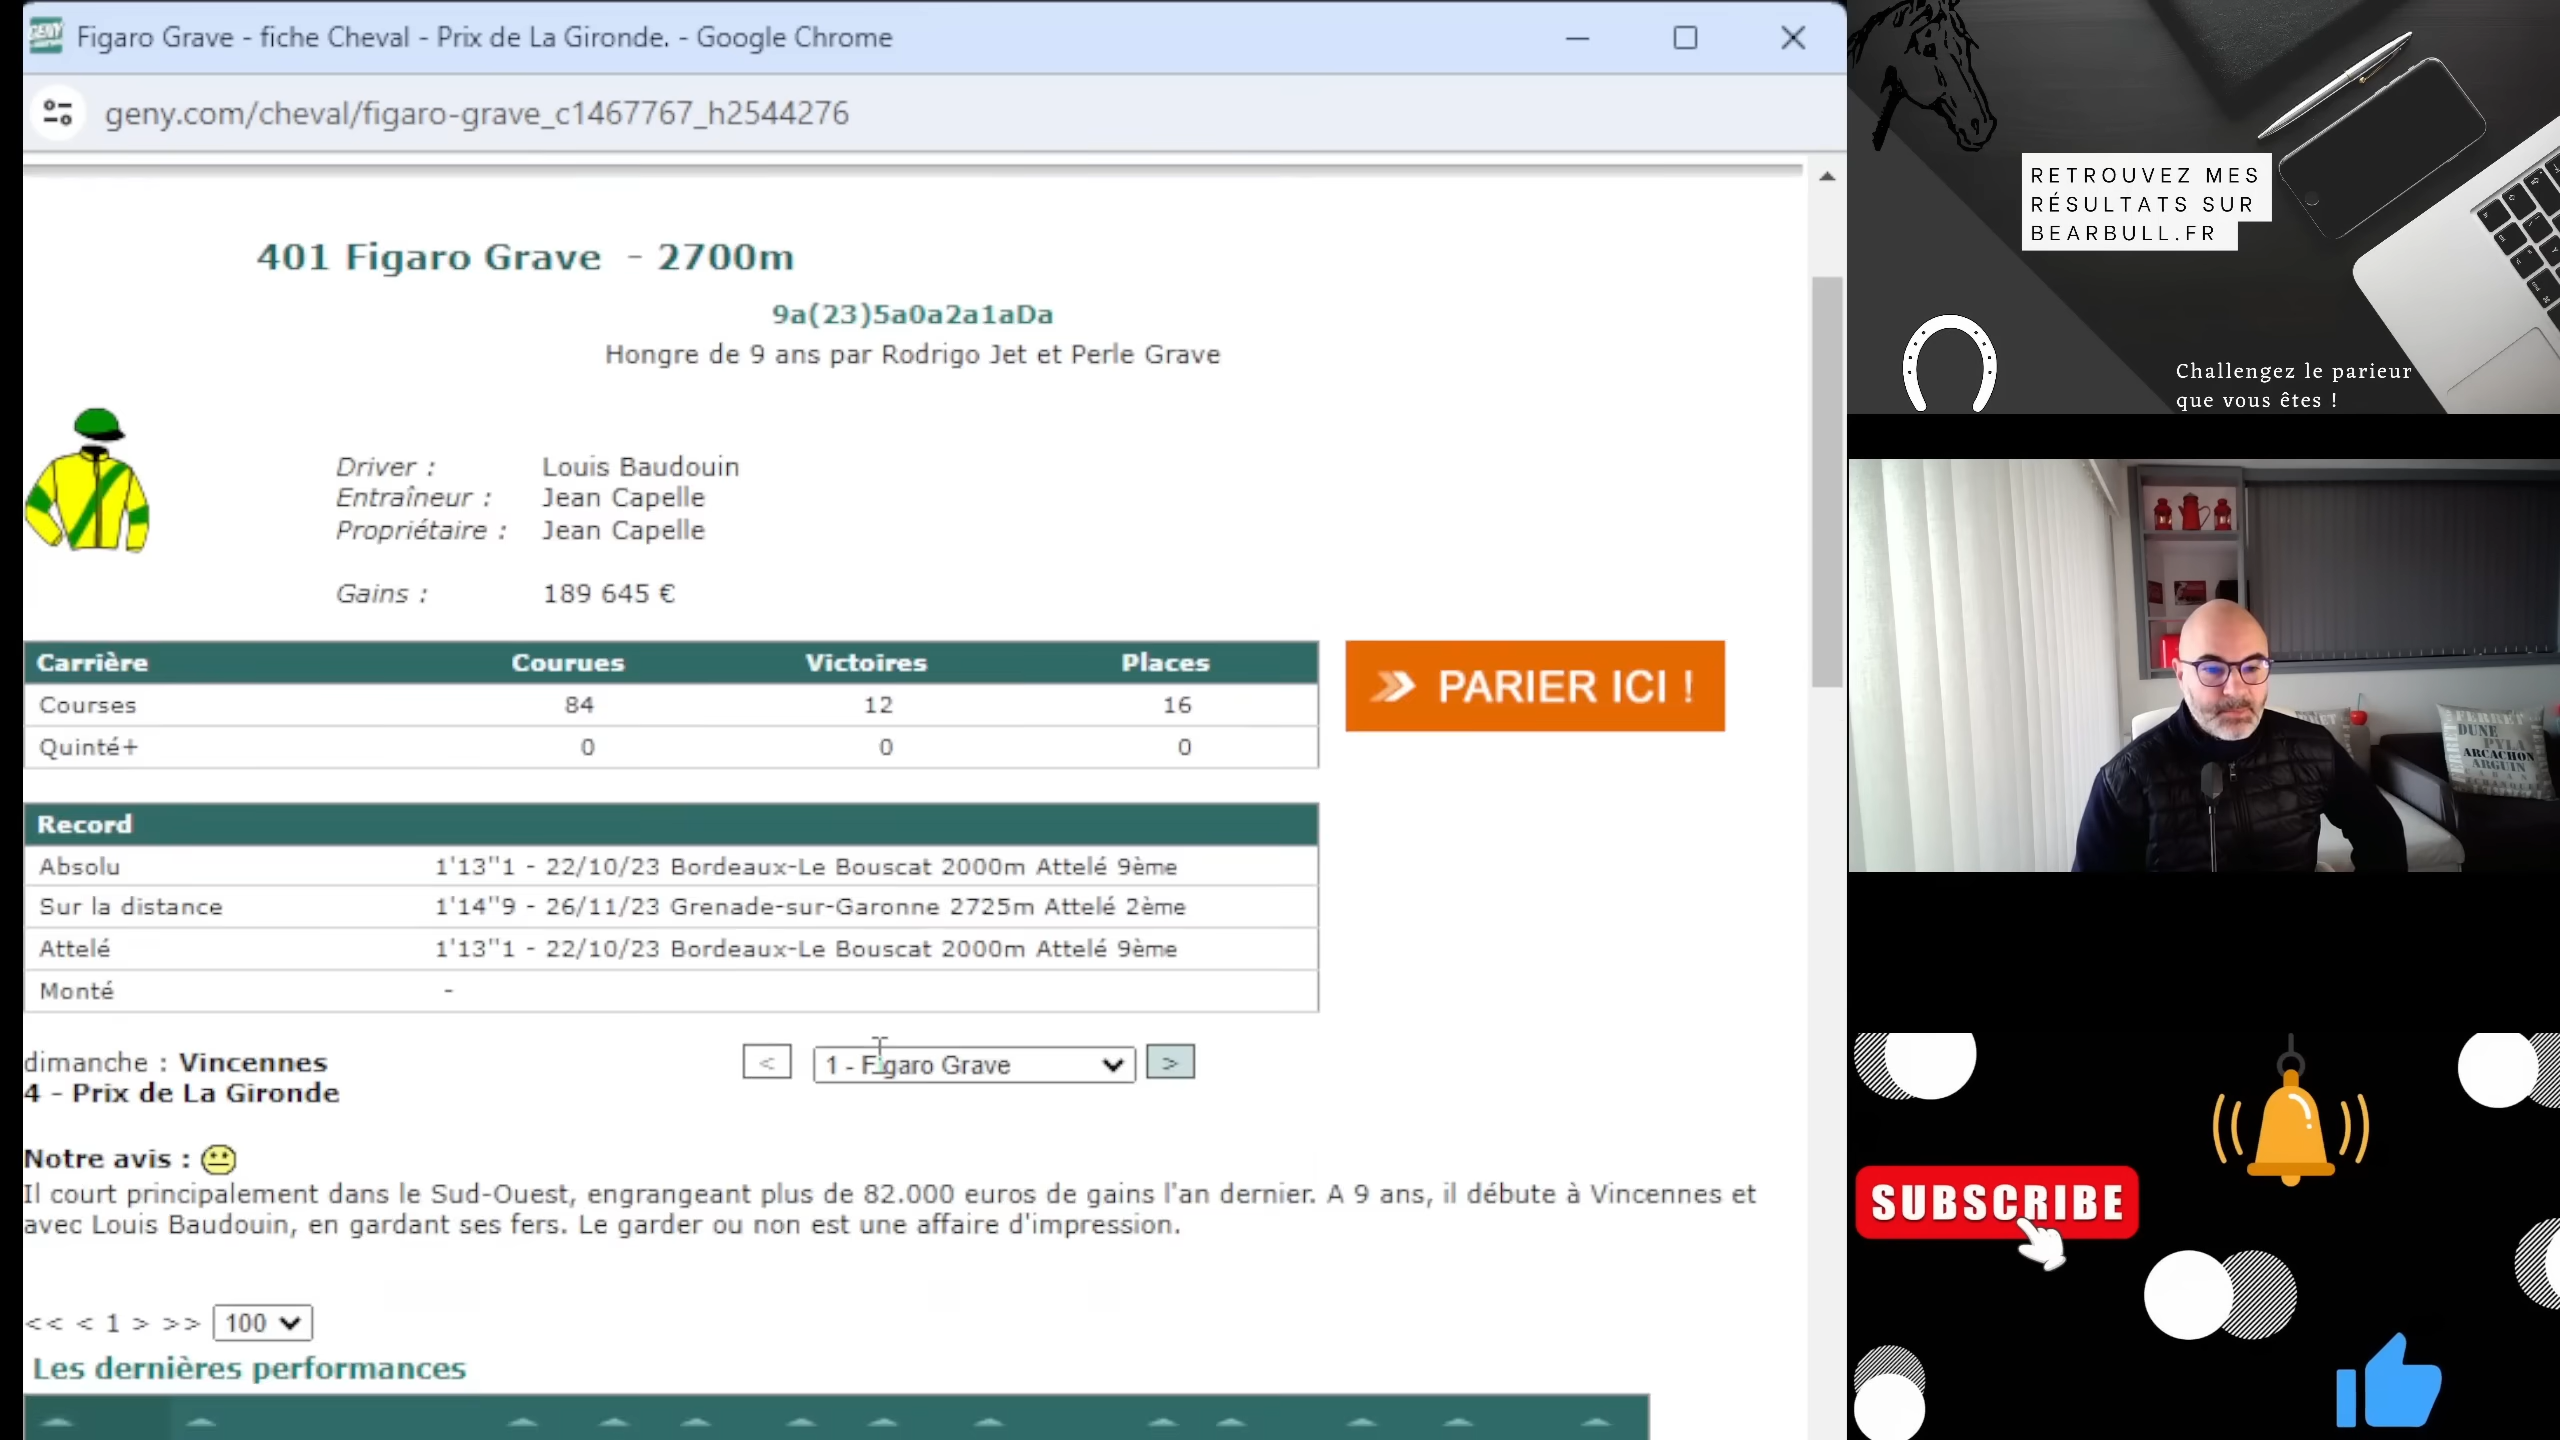 Figaro Grave - fiche Cheval - Prix de La Gironde. - Google Chrome
geny.com/cheval/figaro-grave_c1467767_h2544276
401 Figaro Grave - 2700m
9a(23)5a0a2a1aDa
Hongre de 9 ans par Rodrigo Jet et Perle Grave
Driver : Louis Baudouin
Entraîneur : Jean Capelle
Propriétaire : Jean Capelle
Gains : 189 645 €
Carrière Courues Victoires Places
Courses 84 12 16
Quinté+ 0 0 0
PARIER ICI !
Record
Absolu 1'13"1 - 22/10/23 Bordeaux-Le Bouscat 2000m Attelé 9ème
Sur la distance 1'14"9 - 26/11/23 Grenade-sur-Garonne 2725m Attelé 2ème
Attelé 1'13"1 - 22/10/23 Bordeaux-Le Bouscat 2000m Attelé 9ème
Monté -
dimanche : Vincennes
4 - Prix de La Gironde
< 1 - Figaro Grave >
Notre avis :
Il court principalement dans le Sud-Ouest, engrangeant plus de 82.000 euros de gains l'an dernier. A 9 ans, il débute à Vincennes et
avec Louis Baudouin, en gardant ses fers. Le garder ou non est une affaire d'impression.
<< < 1 > >> 100
Les dernières performances
RETROUVEZ MES
RÉSULTATS SUR
BEARBULL.FR
Challengez le parieur
que vous êtes !
FERRET
DUNE
PYLA
ARCACHON
ARGUIN
SUBSCRIBE